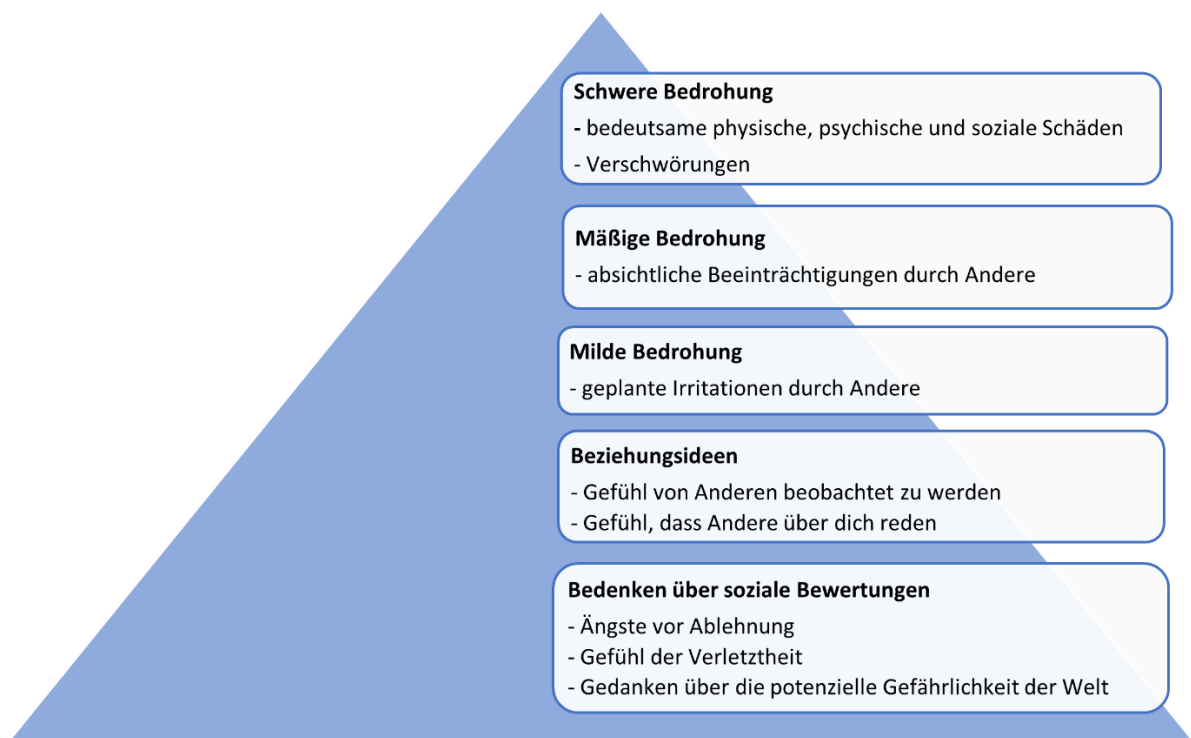 Schwere Bedrohung
- bedeutsame physische, psychische und soziale Schäden
- Verschwörungen
Mäßige Bedrohung
- absichtliche Beeinträchtigungen durch Andere
Milde Bedrohung
- geplante Irritationen durch Andere
Beziehungsideen
- Gefühl von Anderen beobachtet zu werden
- Gefühl, dass Andere über dich reden
Bedenken über soziale Bewertungen
- Ängste vor Ablehnung
- Gefühl der Verletztheit
- Gedanken über die potenzielle Gefährlichkeit der Welt